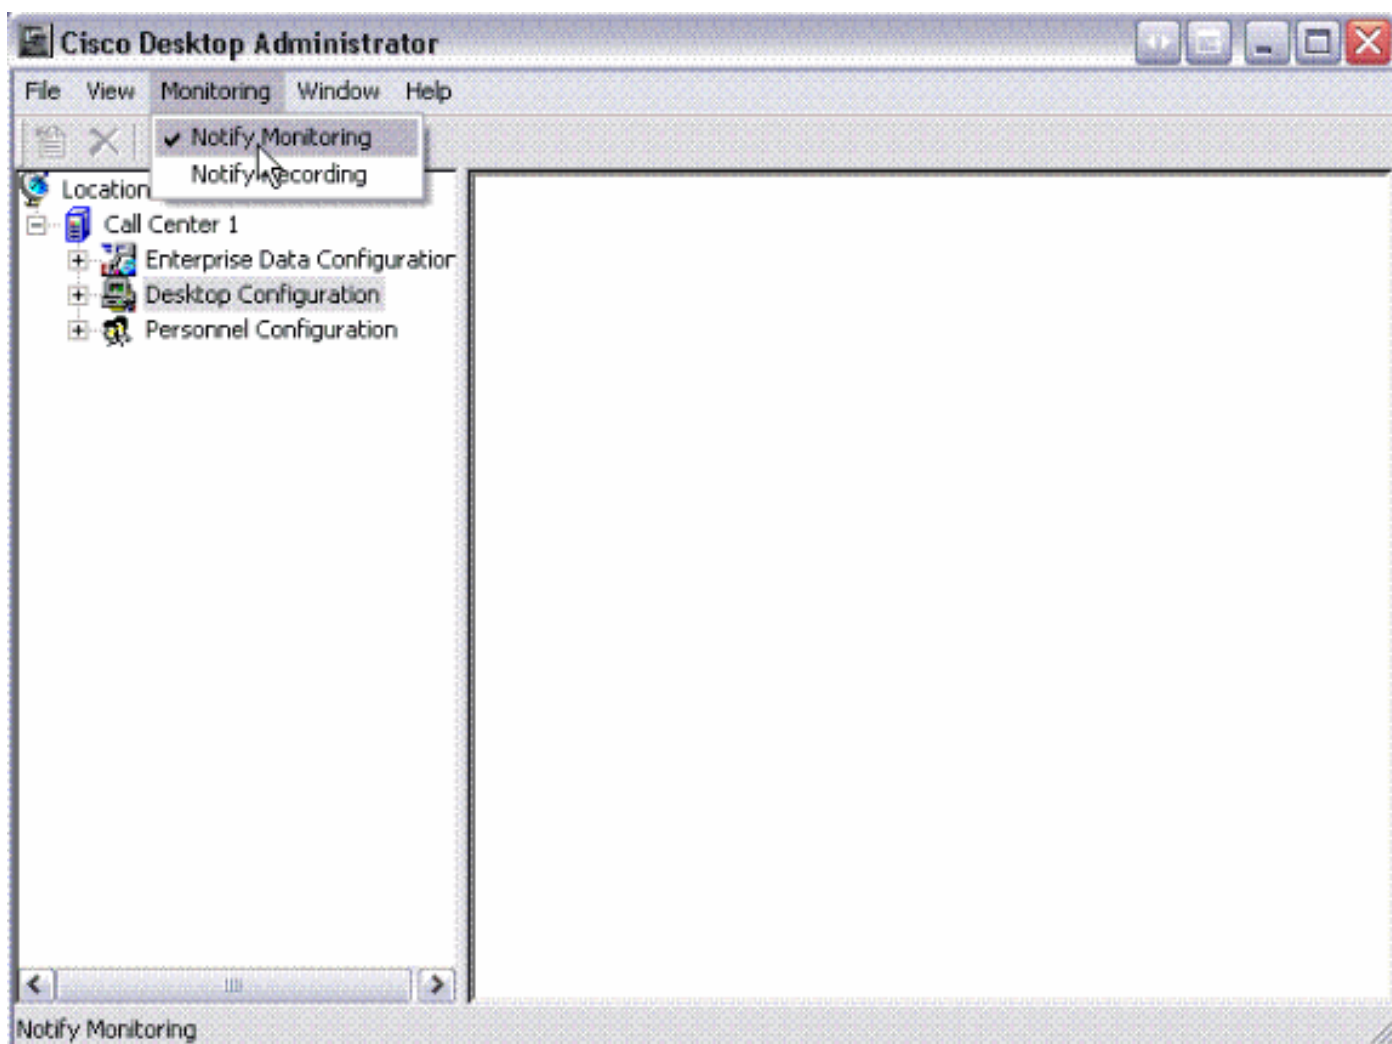 Cisco Desktop Administrator
File View Monitoring Window Help
Notify Monitoring
Notify Recording
Location
Call Center 1
Enterprise Data Configuration
Desktop Configuration
Personnel Configuration
Notify Monitoring